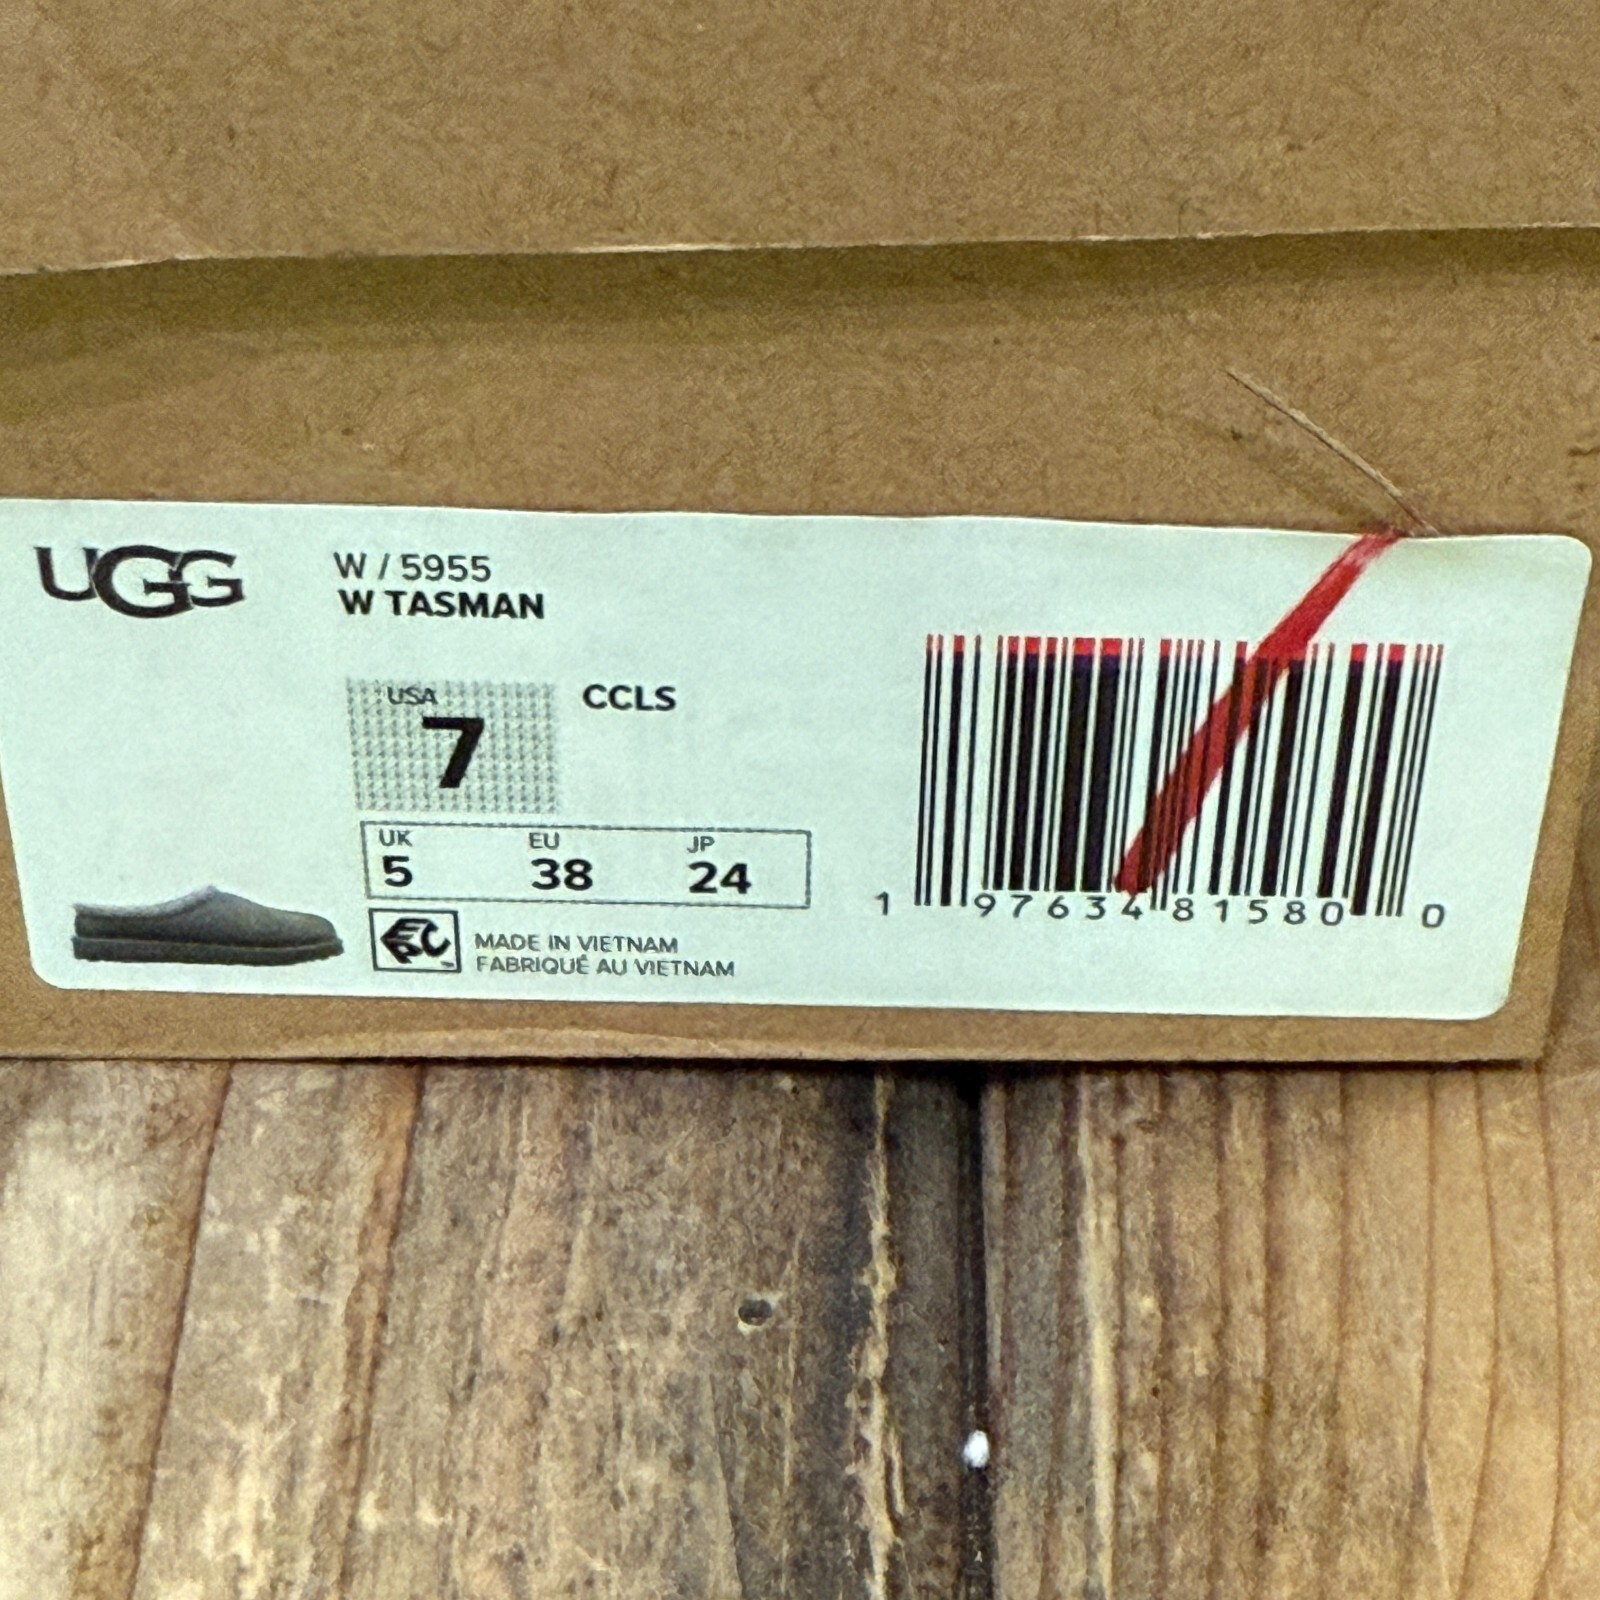 UGG
W / 5955
W TASMAN
USA
7
CCLS
UK EU JP
5 38 24
MADE IN VIETNAM
FABRIQUÉ AU VIETNAM
1 97634 81580 0